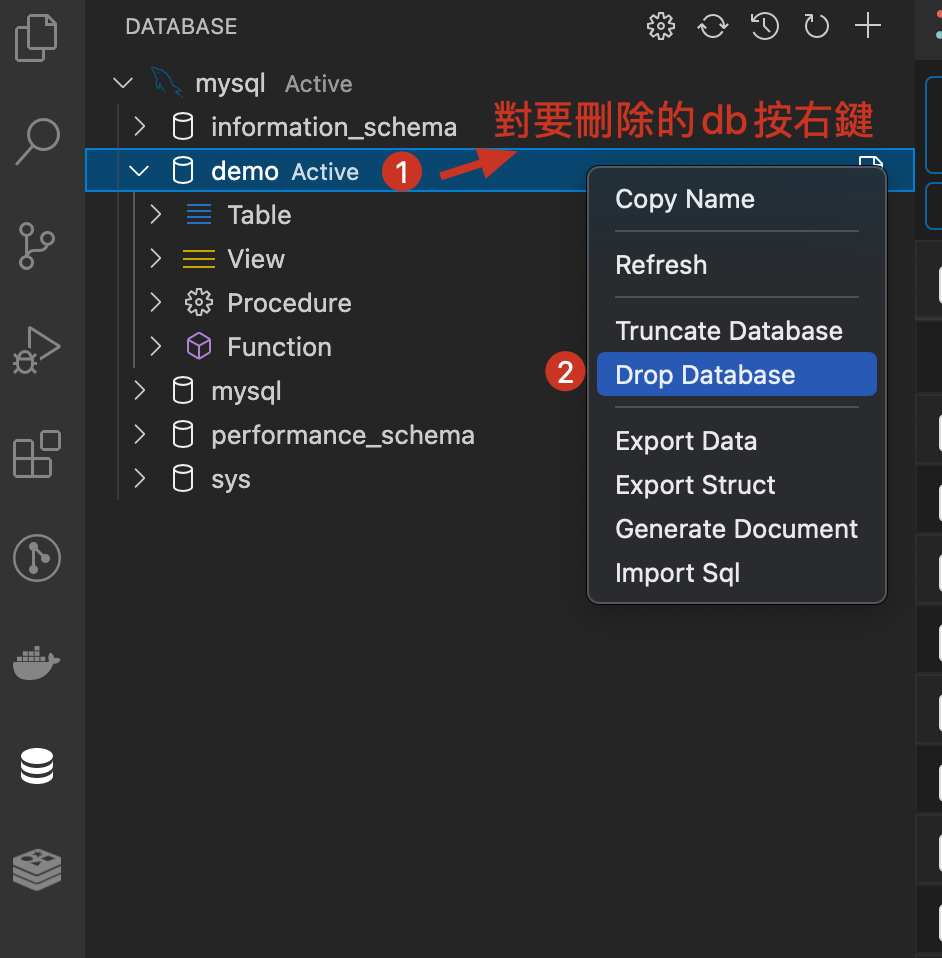 DATABASE
mysql Active
information_schema
對要刪除的db按右鍵
demo Active 1
Table
View
Procedure
Function
mysql
performance_schema
sys
Copy Name
Refresh
Truncate Database
2 Drop Database
Export Data
Export Struct
Generate Document
Import Sql